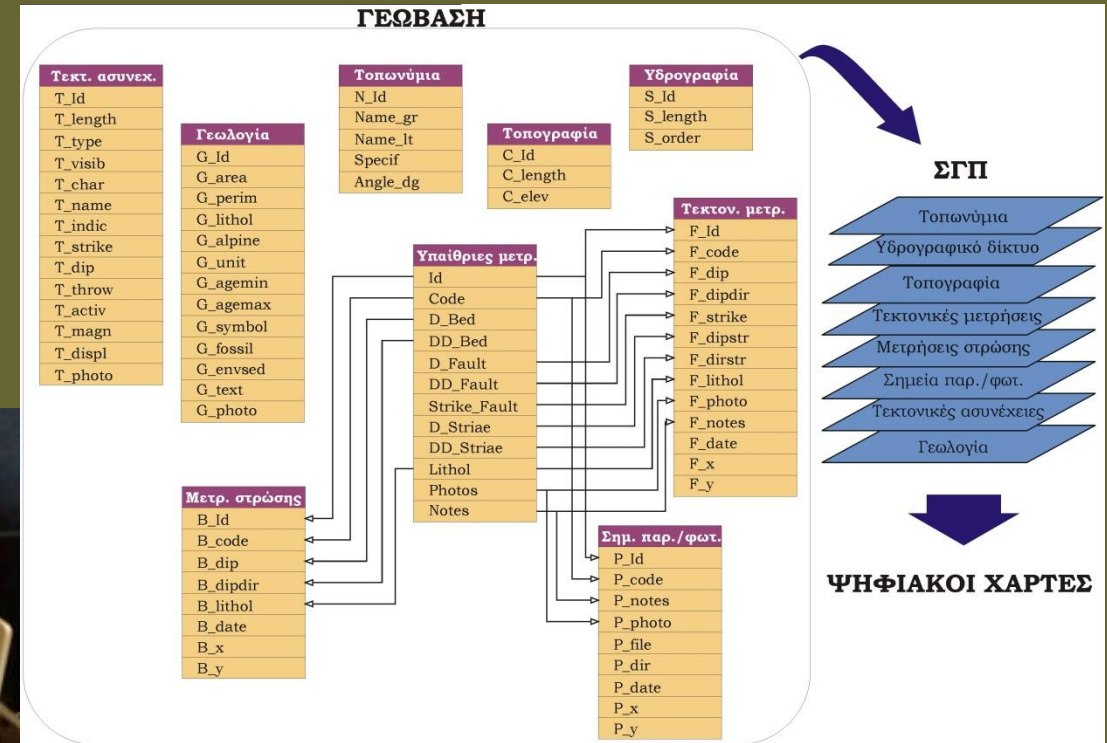 ΓΕΩΒΑΣΗ
Τεκτ. ασυνεχ.
T_Id
T_length
T_type
T_visib
T_char
T_name
T_indic
T_strike
T_dip
T_throw
T_activ
T_magn
T_displ
T_photo
Γεωλογία
G_Id
G_area
G_perim
G_lithol
G_alpine
G_unit
G_agemin
G_agemax
G_symbol
G_fossil
G_envsed
G_text
G_photo
Τοπωνύμια
N_Id
Name_gr
Name_lt
Specif
Angle_dg
Τοπογραφία
C_Id
C_length
C_elev
Υδρογραφία
S_Id
S_length
S_order
Υπαίθριες μετρ.
Id
Code
D_Bed
DD_Bed
D_Fault
DD_Fault
Strike_Fault
D_Striae
DD_Striae
Lithol
Photos
Notes
Τεκτον. μετρ.
F_Id
F_code
F_dip
F_dipdir
F_strike
F_dipstr
F_dirstr
F_lithol
F_photo
F_notes
F_date
F_x
F_y
Μετρ. στρώσης
B_Id
B_code
B_dip
B_dipdir
B_lithol
B_date
B_x
B_y
Σημ. παρ./φωτ.
P_Id
P_code
P_notes
P_photo
P_file
P_dir
P_date
P_x
P_y
ΣΓΠ
Τοπωνύμια
Υδρογραφικό δίκτυο
Τοπογραφία
Τεκτονικές μετρήσεις
Μετρήσεις στρώσης
Σημεία παρ./φωτ.
Τεκτονικές ασυνέχειες
Γεωλογία
ΨΗΦΙΑΚΟΙ ΧΑΡΤΕΣ